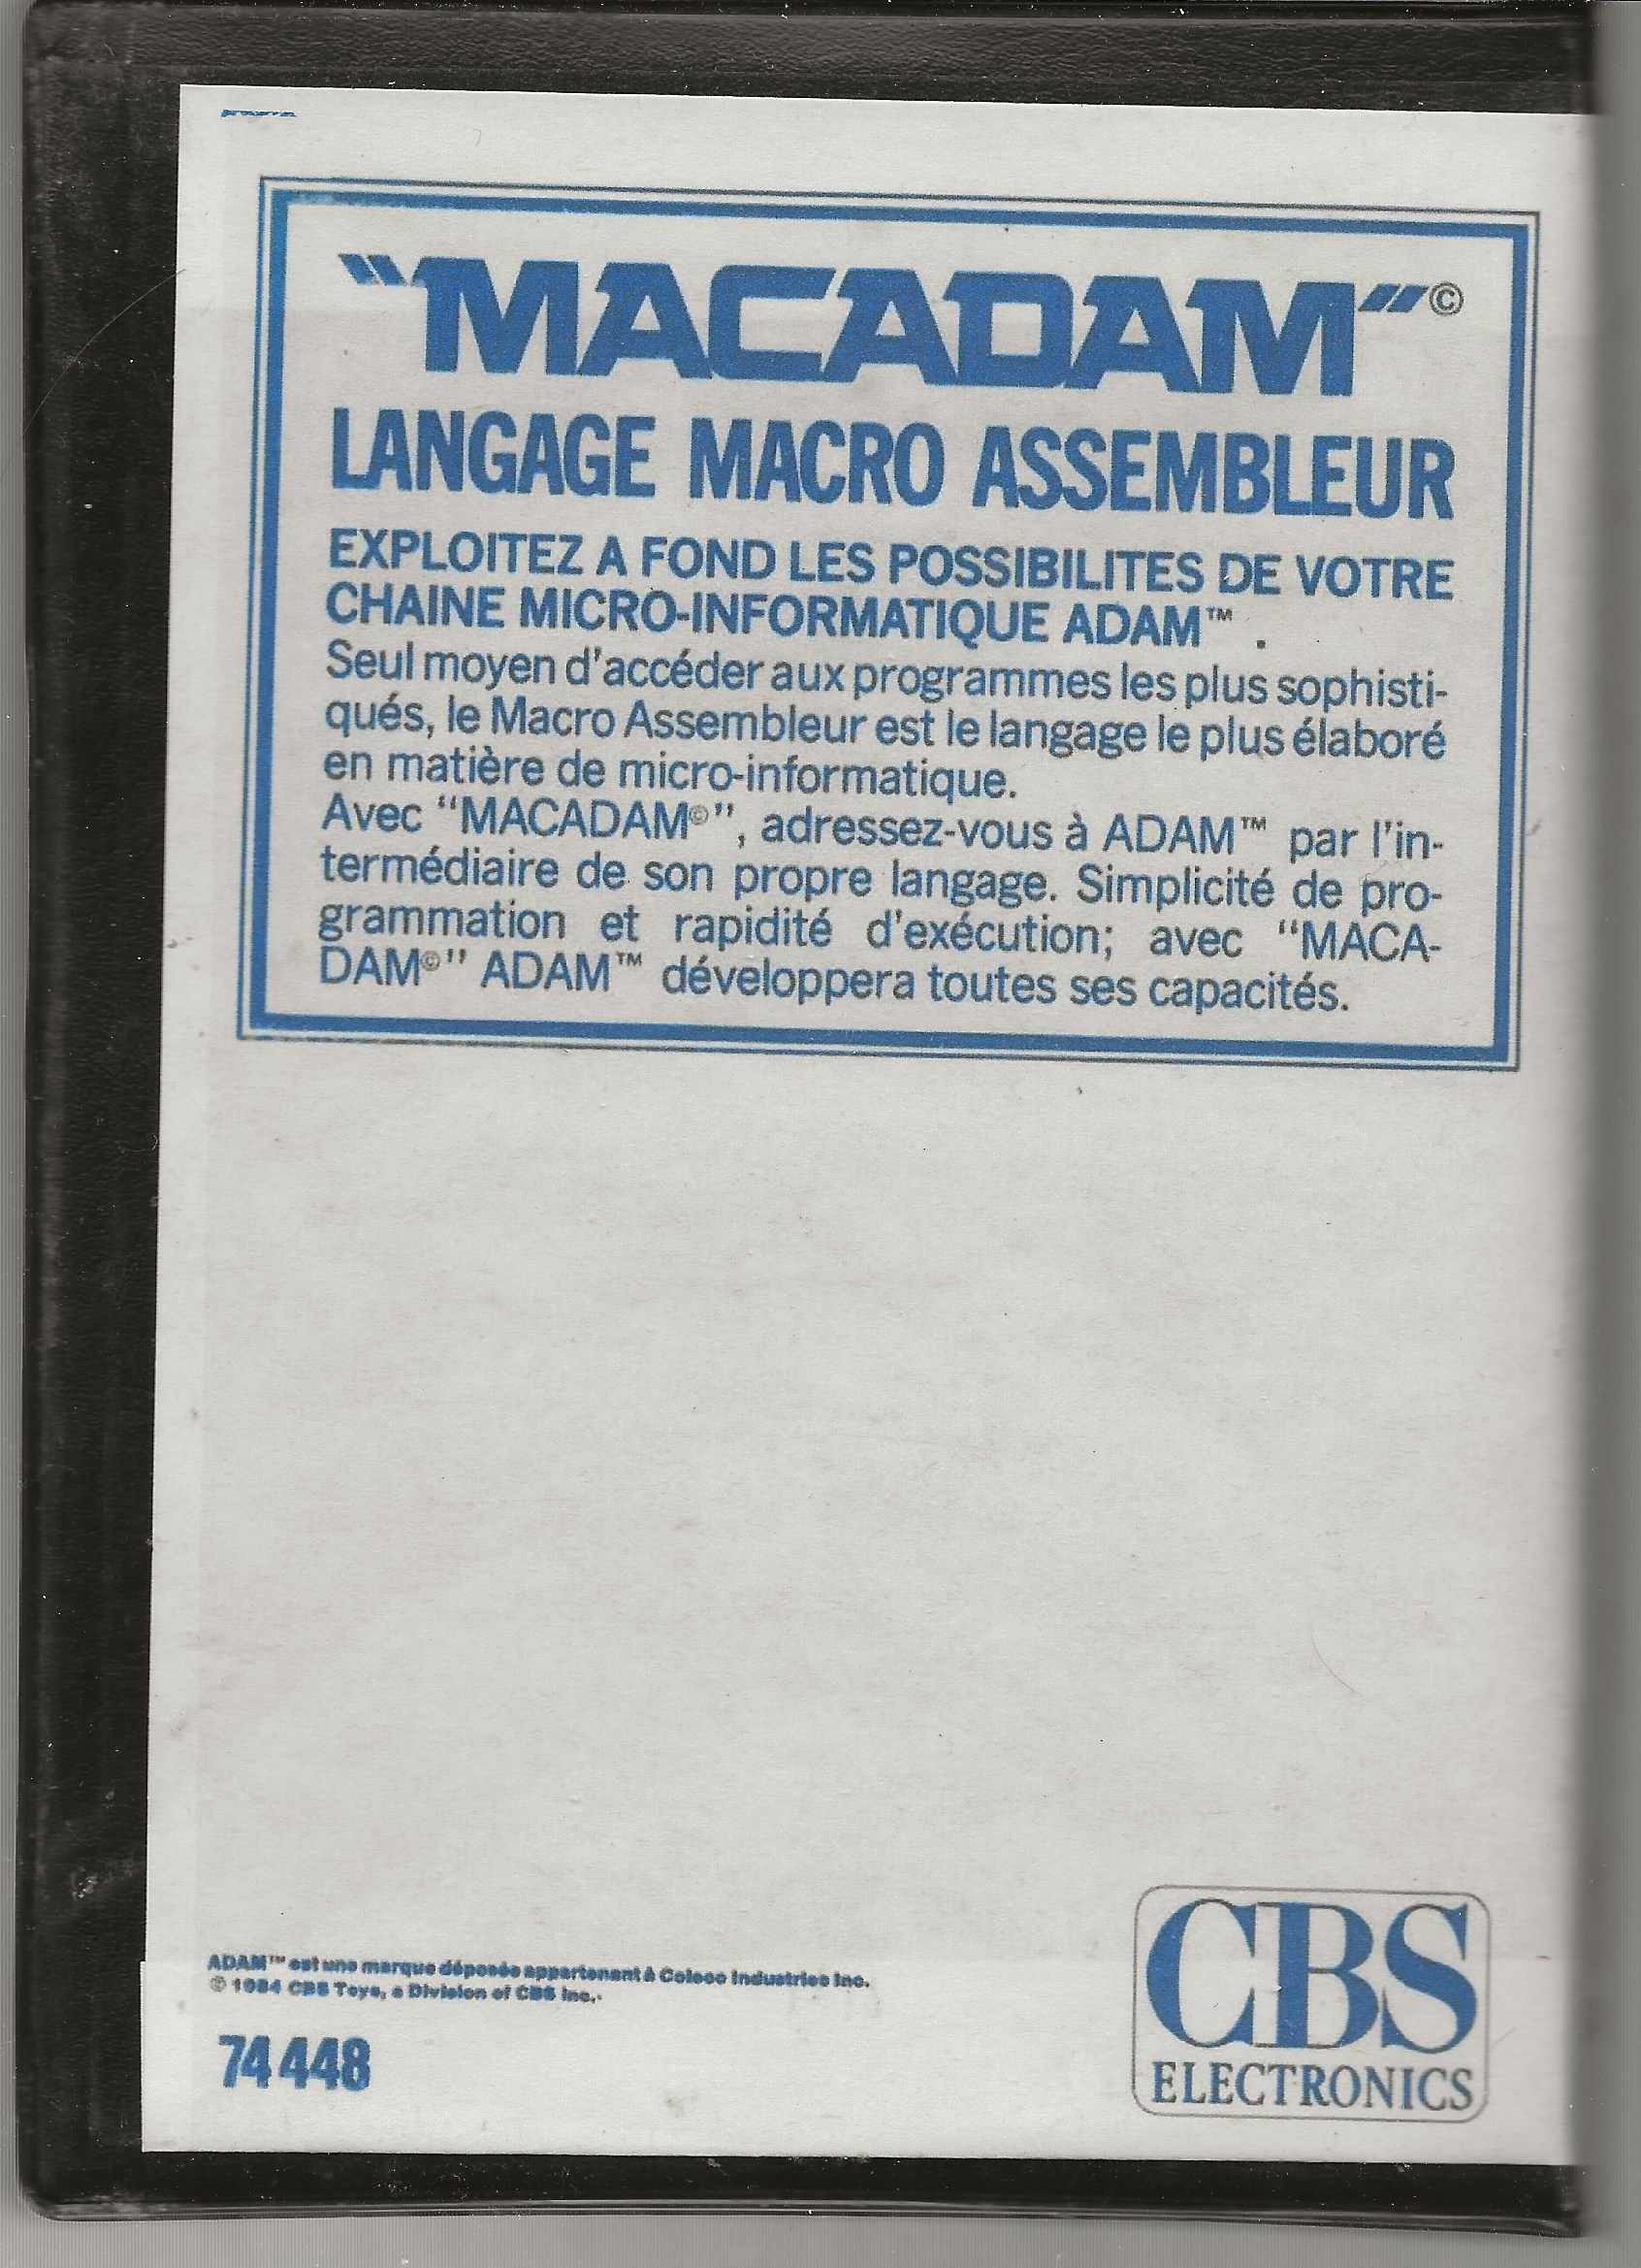 "MACADAM"©
LANGAGE MACRO ASSEMBLEUR
EXPLOITEZ A FOND LES POSSIBILITES DE VOTRE
CHAINE MICRO-INFORMATIQUE ADAM™ .
Seul moyen d'accéder aux programmes les plus sophisti-
qués, le Macro Assembleur est le langage le plus élaboré
en matière de micro-informatique.
Avec "MACADAM©", adressez-vous à ADAM™ par l'in-
termédiaire de son propre langage. Simplicité de pro-
grammation et rapidité d'exécution; avec "MACA-
DAM©" ADAM™ développera toutes ses capacités.
ADAM™ est une marque déposée appartenant à Coleco Industries Inc.
© 1984 CBS Toys, a Division of CBS Inc.
74 448
CBS
ELECTRONICS